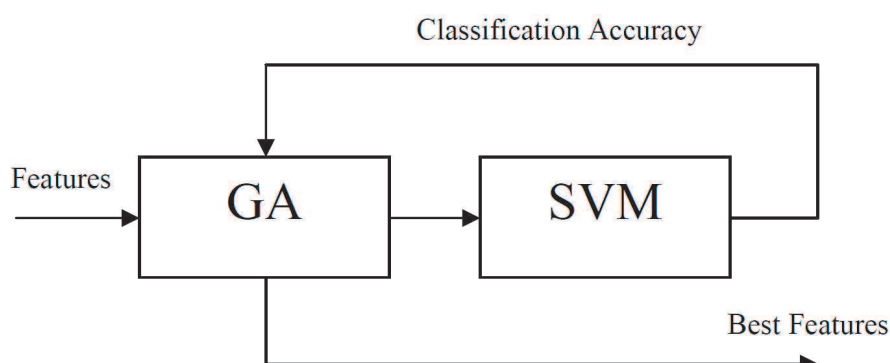 Classification Accuracy
Features
GA
SVM
Best Features